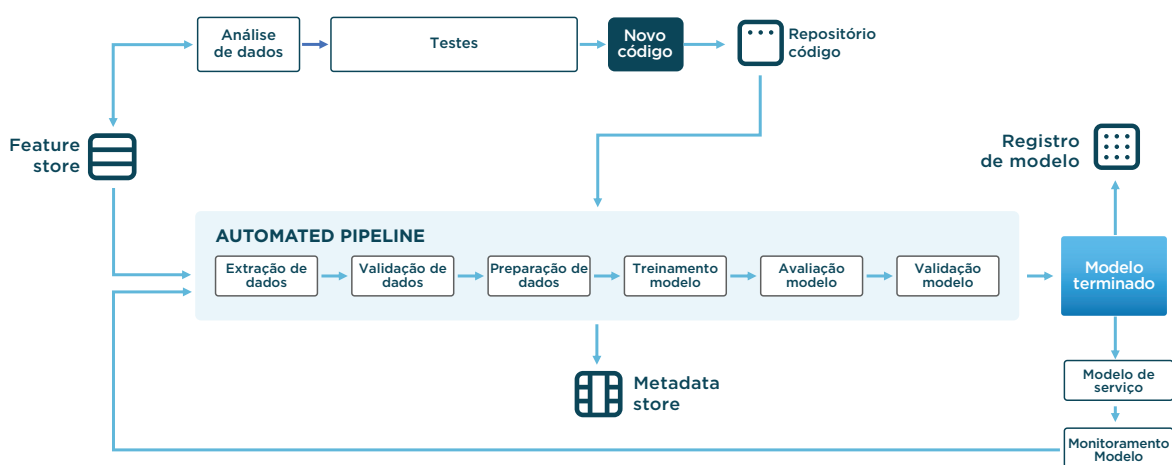 Análise
de dados
Testes
Novo
código
Repositório
código
Feature
store
Registro
de modelo
AUTOMATED PIPELINE
Extração de
dados
Validação de
dados
Preparação de
dados
Treinamento
modelo
Avaliação
modelo
Validação
modelo
Modelo
terminado
Metadata
store
Modelo de
serviço
Monitoramento
Modelo